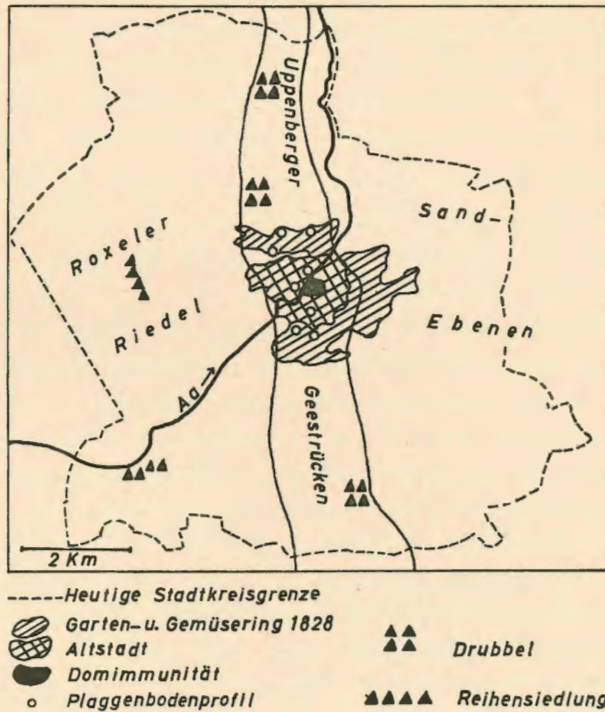 Uppenberger
Sand-
Roxeler
Riedel
Ebenen
Aa
Geestrücken
2 Km
Heutige Stadtkreisgrenze
Garten-u. Gemüsering 1828
Altstadt
Domimmunität
Plaggenbodenprofil
Drubbel
Reihensiedlung